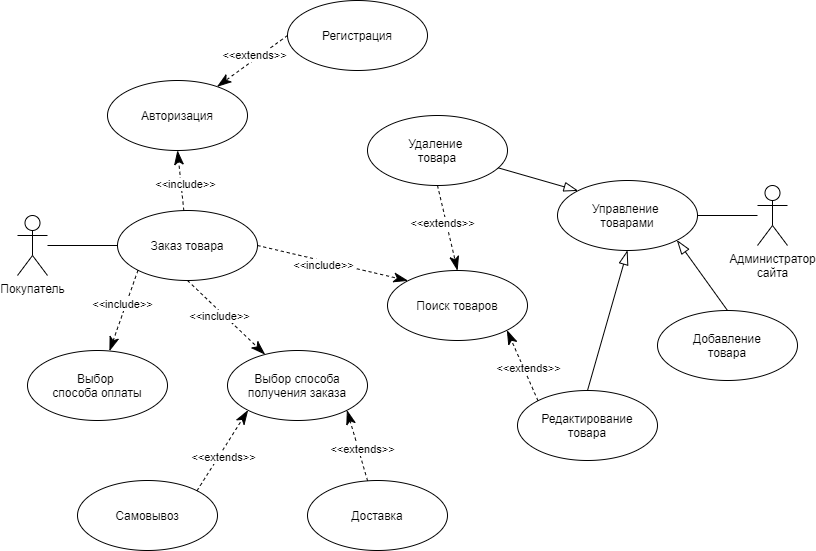 Регистрация
<<extends>>
Авторизация
Удаление
товара
<<include>>
Управление
товарами
<<extends>>
Заказ товара
Администратор
сайта
<<include>>
Покупатель
<<include>>
Поиск товаров
<<include>>
Добавление
товара
<<extends>>
Выбор
способа оплаты
Выбор способа
получения заказа
Редактирование
товара
<<extends>>
<<extends>>
Самовывоз
Доставка